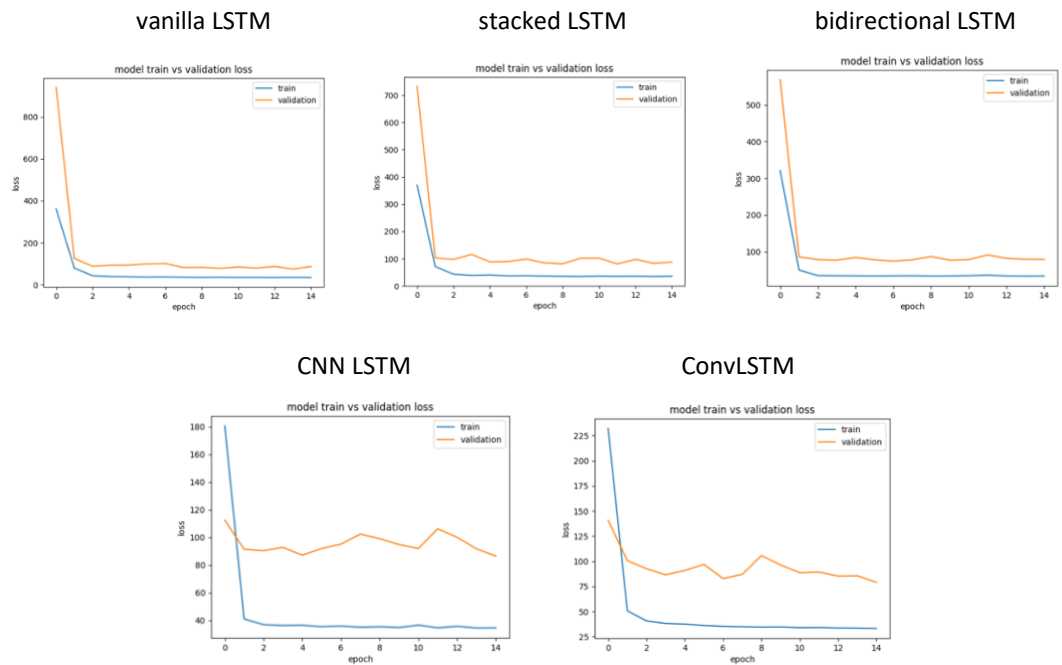 vanilla LSTM
model train vs validation loss
train
validation
800
600
400
200
0
loss
0 2 4 6 8 10 12 14
epoch
stacked LSTM
model train vs validation loss
train
validation
700
600
500
400
300
200
100
0
loss
0 2 4 6 8 10 12 14
epoch
bidirectional LSTM
model train vs validation loss
train
validation
500
400
300
200
100
loss
0 2 4 6 8 10 12 14
epoch
CNN LSTM
model train vs validation loss
train
validation
180
160
140
120
100
80
60
40
loss
0 2 4 6 8 10 12 14
epoch
ConvLSTM
model train vs validation loss
train
validation
225
200
175
150
125
100
75
50
25
loss
0 2 4 6 8 10 12 14
epoch